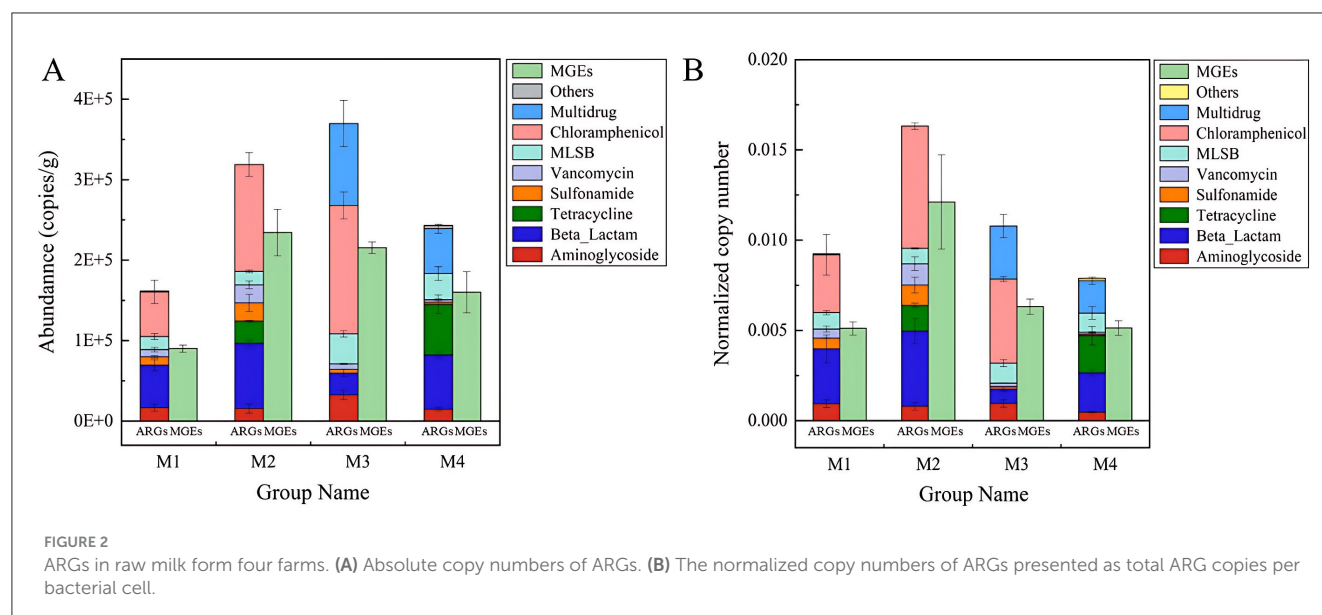 A
Abundannce (copies/g)
4E+5
3E+5
2E+5
1E+5
0E+0
ARGs MGEs ARGs MGEs ARGs MGEs ARGs MGEs
M1 M2 M3 M4
Group Name
MGEs
Others
Multidrug
Chloramphenicol
MLSB
Vancomycin
Sulfonamide
Tetracycline
Beta_Lactam
Aminoglycoside
B
Normalized copy number
0.020
0.015
0.010
0.005
0.000
ARGs MGEs ARGs MGEs ARGs MGEs ARGs MGEs
M1 M2 M3 M4
Group Name
MGEs
Others
Multidrug
Chloramphenicol
MLSB
Vancomycin
Sulfonamide
Tetracycline
Beta_Lactam
Aminoglycoside
FIGURE 2
ARGs in raw milk form four farms. (A) Absolute copy numbers of ARGs. (B) The normalized copy numbers of ARGs presented as total ARG copies per
bacterial cell.